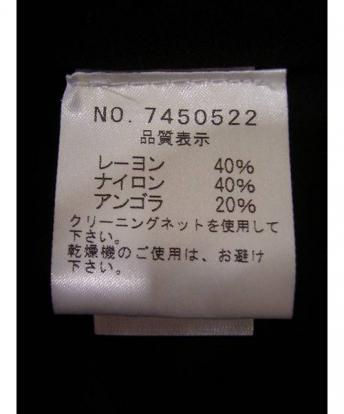 NO. 7450522
品質表示
レーヨン 40%
ナイロン 40%
アンゴラ 20%
クリーニングネットを使用して
下さい。
乾燥機のご使用は、お避け
下さい。